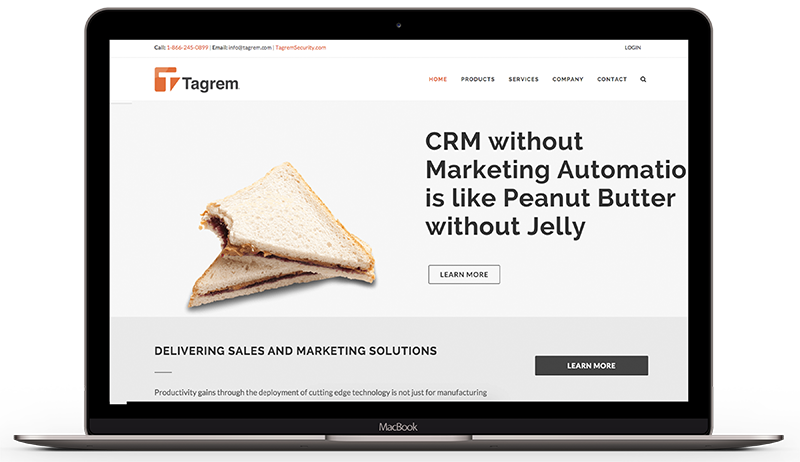 Call: 1-866-245-0899 | Email: info@tagrem.com | TagremSecurity.com
LOGIN
Tagrem
HOME PRODUCTS SERVICES COMPANY CONTACT
CRM without
Marketing Automatio
is like Peanut Butter
without Jelly
LEARN MORE
DELIVERING SALES AND MARKETING SOLUTIONS
LEARN MORE
Productivity gains through the deployment of cutting edge technology is not just for manufacturing
MacBook